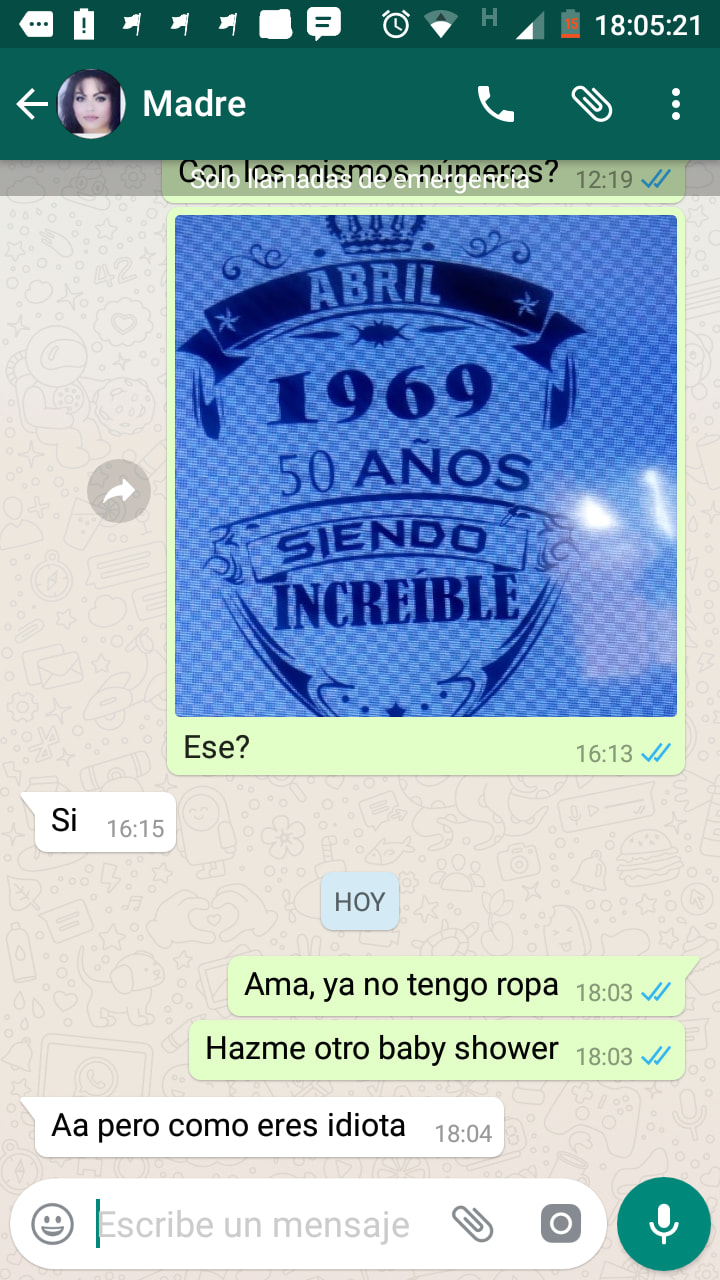 15 H 18:05:21
Madre
Con los mismos números? 12:19
Solo llamadas de emergencia
ABRIL
1969
50 AÑOS
SIENDO
INCREÍBLE
Ese? 16:13
Si 16:15
HOY
Ama, ya no tengo ropa 18:03
Hazme otro baby shower 18:03
Aa pero como eres idiota 18:04
Escribe un mensaje